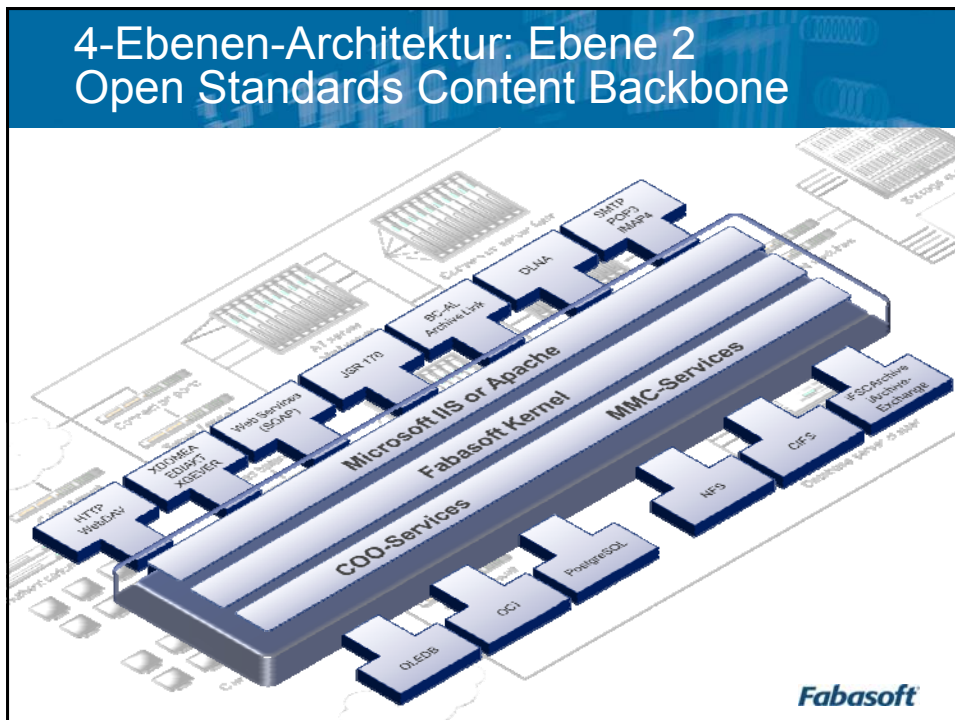 4-Ebenen-Architektur: Ebene 2
Open Standards Content Backbone
SMTP
POP3
IMAP4
DLNA
BC-AL
Archive Link
JSR 170
Web Services
(SOAP)
XDOMEA
EDIAKT
XGEVER
HTTP
WebDAV
Microsoft IIS or Apache
Fabasoft Kernel
COO-Services
MMC-Services
iFSCArchive
iArchive-
Exchange
CIFS
NFS
PostgreSQL
OCI
OLEDB
Fabasoft